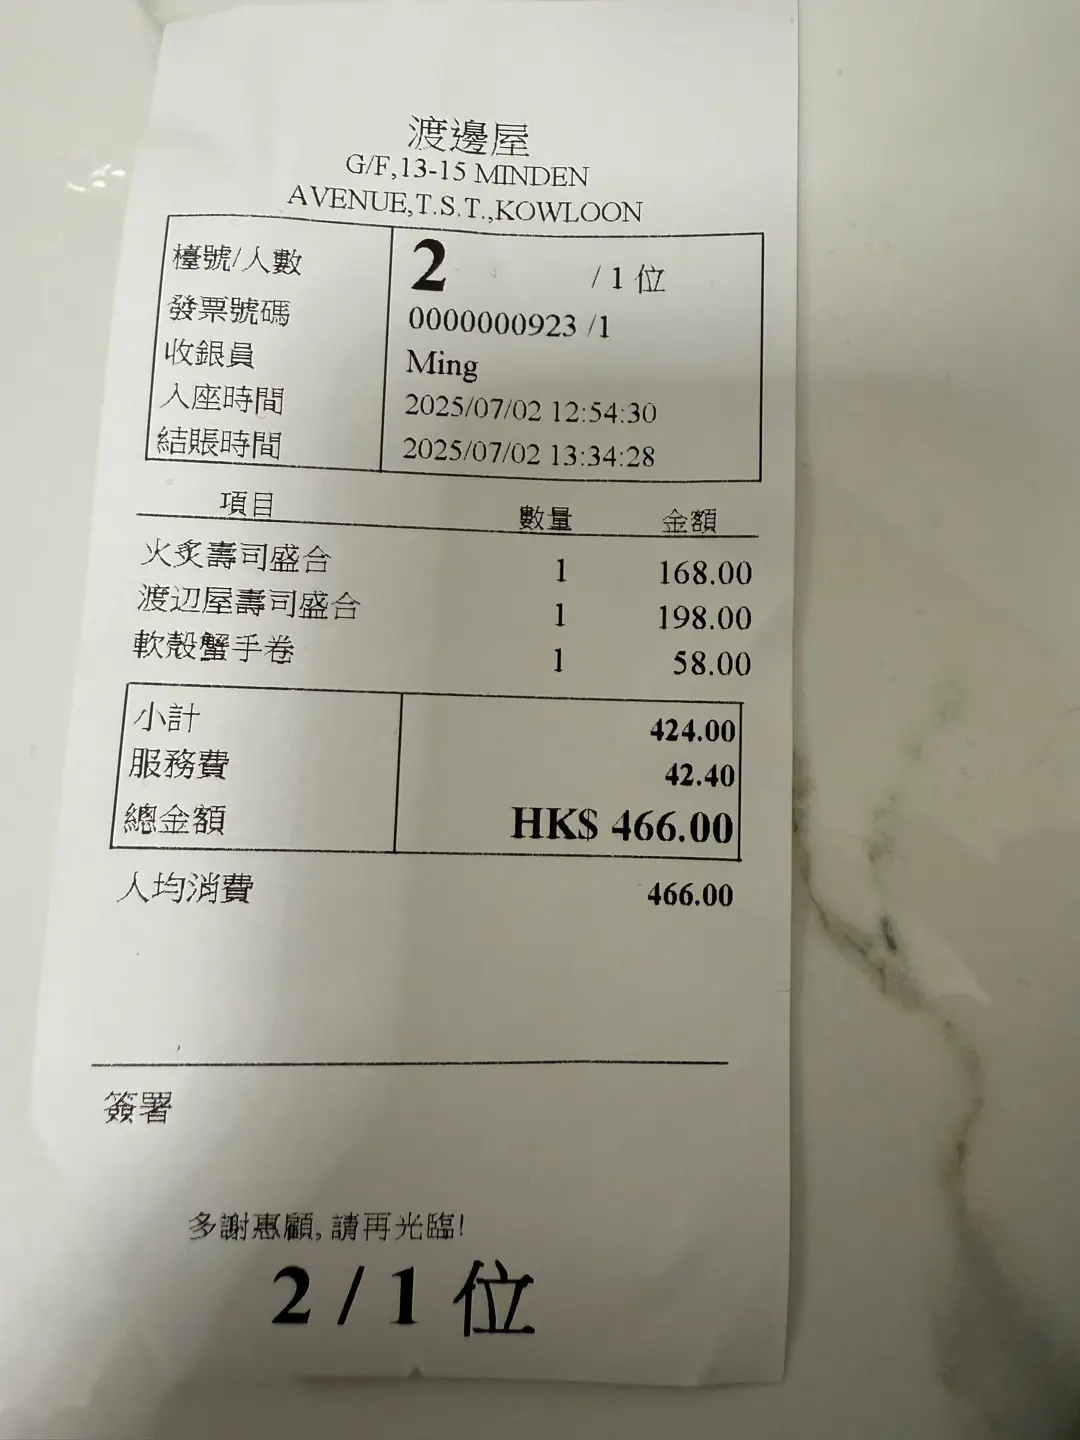 渡邊屋
G/F,13-15 MINDEN
AVENUE,T.S.T.,KOWLOON
檯號/人數 2 / 1 位
發票號碼 0000000923 /1
收銀員 Ming
入座時間 2025/07/02 12:54:30
結賬時間 2025/07/02 13:34:28
項目 數量 金額
火炙壽司盛合 1 168.00
渡辺屋壽司盛合 1 198.00
軟殼蟹手卷 1 58.00
小計 424.00
服務費 42.40
總金額 HK$ 466.00
人均消費 466.00
簽署
多謝惠顧,請再光臨!
2 / 1 位